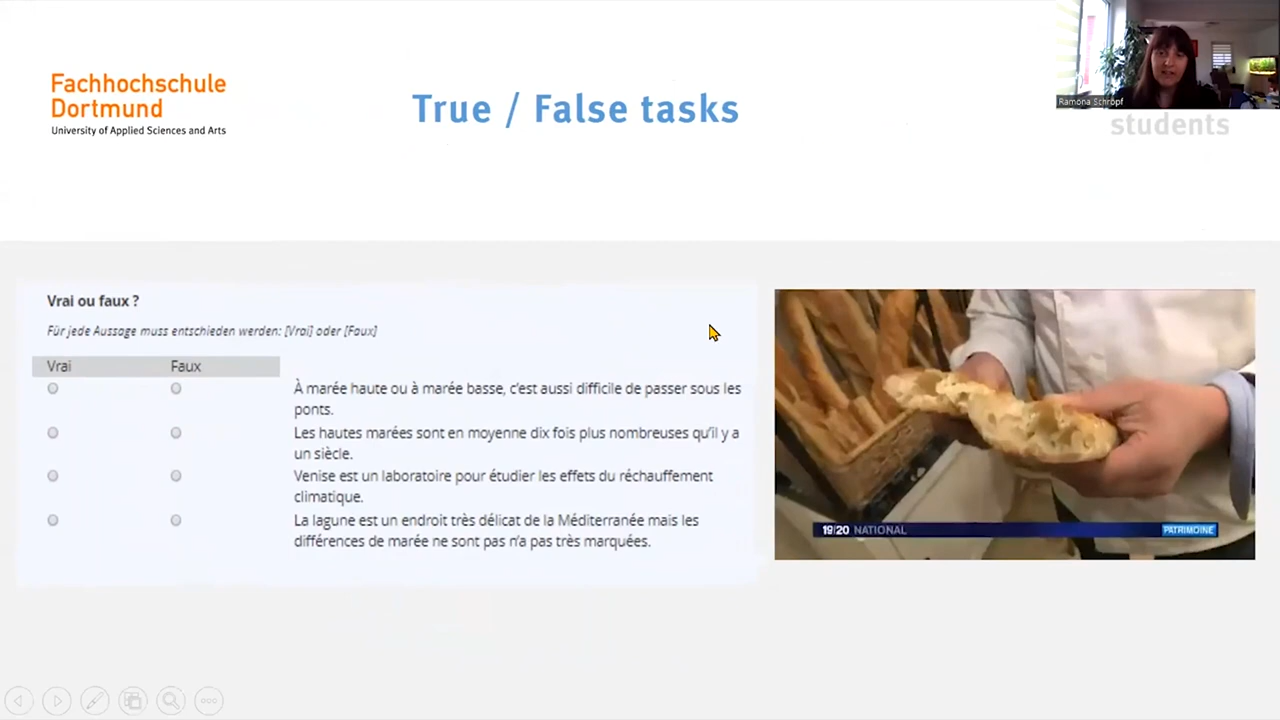 Fachhochschule
Dortmund
University of Applied Sciences and Arts
True / False tasks
Ramona Schröpf
students
Vrai ou faux ?
Für jede Aussage muss entschieden werden: [Vrai] oder [Faux]
Vrai Faux
À marée haute ou à marée basse, c'est aussi difficile de passer sous les
ponts.
Les hautes marées sont en moyenne dix fois plus nombreuses qu'il y a
un siècle.
Venise est un laboratoire pour étudier les effets du réchauffement
climatique.
La lagune est un endroit très délicat de la Méditerranée mais les
différences de marée ne sont pas n'a pas très marquées.
19|20 NATIONAL
PATRIMOINE